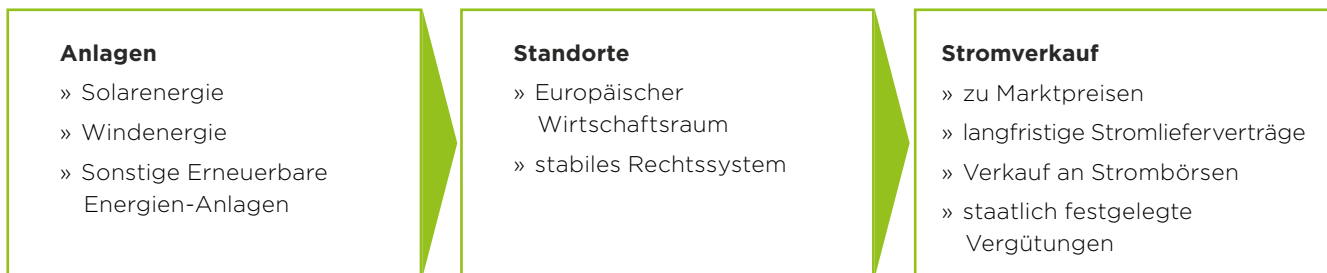 Anlagen
» Solarenergie
» Windenergie
» Sonstige Erneuerbare
Energien-Anlagen
Standorte
» Europäischer
Wirtschaftsraum
» stabiles Rechtssystem
Stromverkauf
» zu Marktpreisen
» langfristige Stromlieferverträge
» Verkauf an Strombörsen
» staatlich festgelegte
Vergütungen